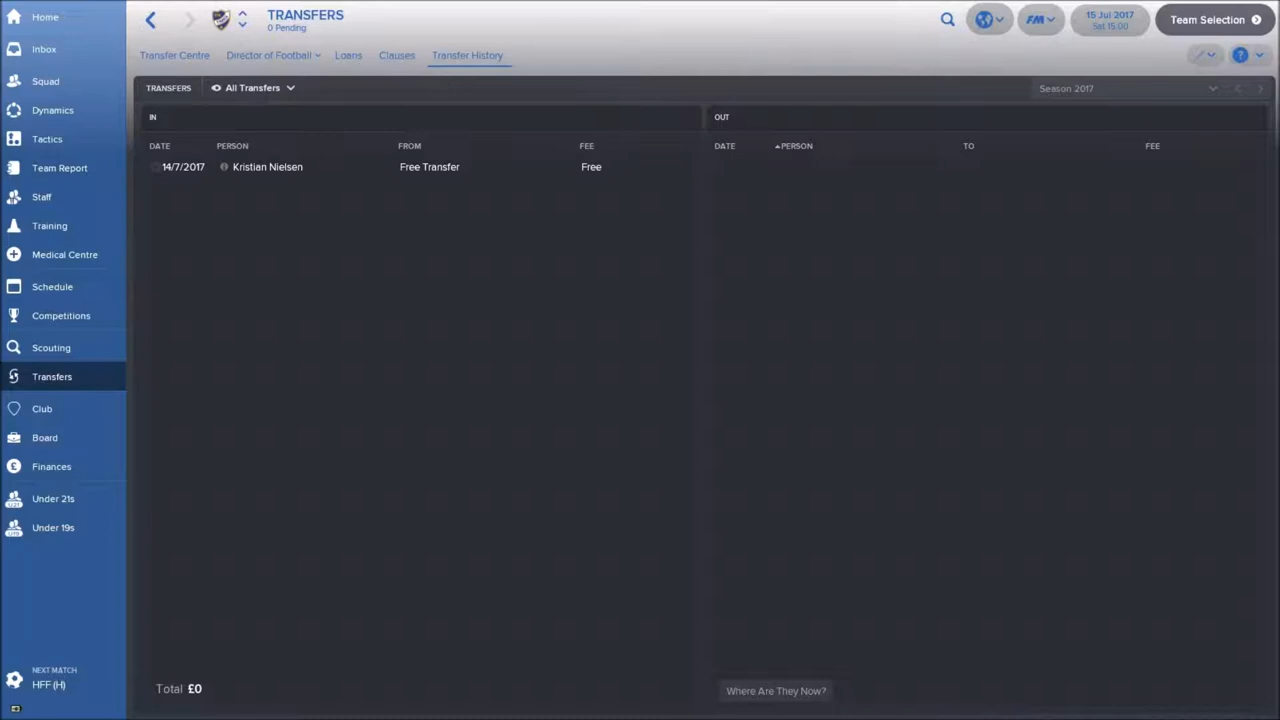 Home
Inbox
Squad
Dynamics
Tactics
Team Report
Staff
Training
Medical Centre
Schedule
Competitions
Scouting
Transfers
Club
Board
Finances
Under 21s
Under 19s
NEXT MATCH
HFF (H)
TRANSFERS
0 Pending
FM
15 Jul 2017
Sat 15:00
Team Selection
Transfer Centre
Director of Football
Loans
Clauses
Transfer History
?
TRANSFERS
All Transfers
Season 2017
IN
DATE PERSON FROM FEE
14/7/2017 Kristian Nielsen Free Transfer Free
Total £0
OUT
DATE PERSON TO FEE
Where Are They Now?